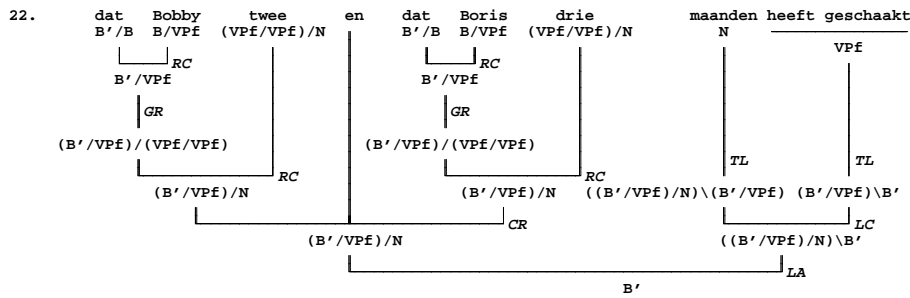 22. dat Bobby twee en dat Boris drie maanden heeft geschaakt
B′/B B/VPf (VPf/VPf)/N B′/B B/VPf (VPf/VPf)/N N VPf
RC RC
B′/VPf B′/VPf
GR GR
(B′/VPf)/(VPf/VPf) (B′/VPf)/(VPf/VPf)
TL TL
RC RC
(B′/VPf)/N (B′/VPf)/N ((B′/VPf)/N)\(B′/VPf) (B′/VPf)\B′
CR LC
(B′/VPf)/N ((B′/VPf)/N)\B′
LA
B′